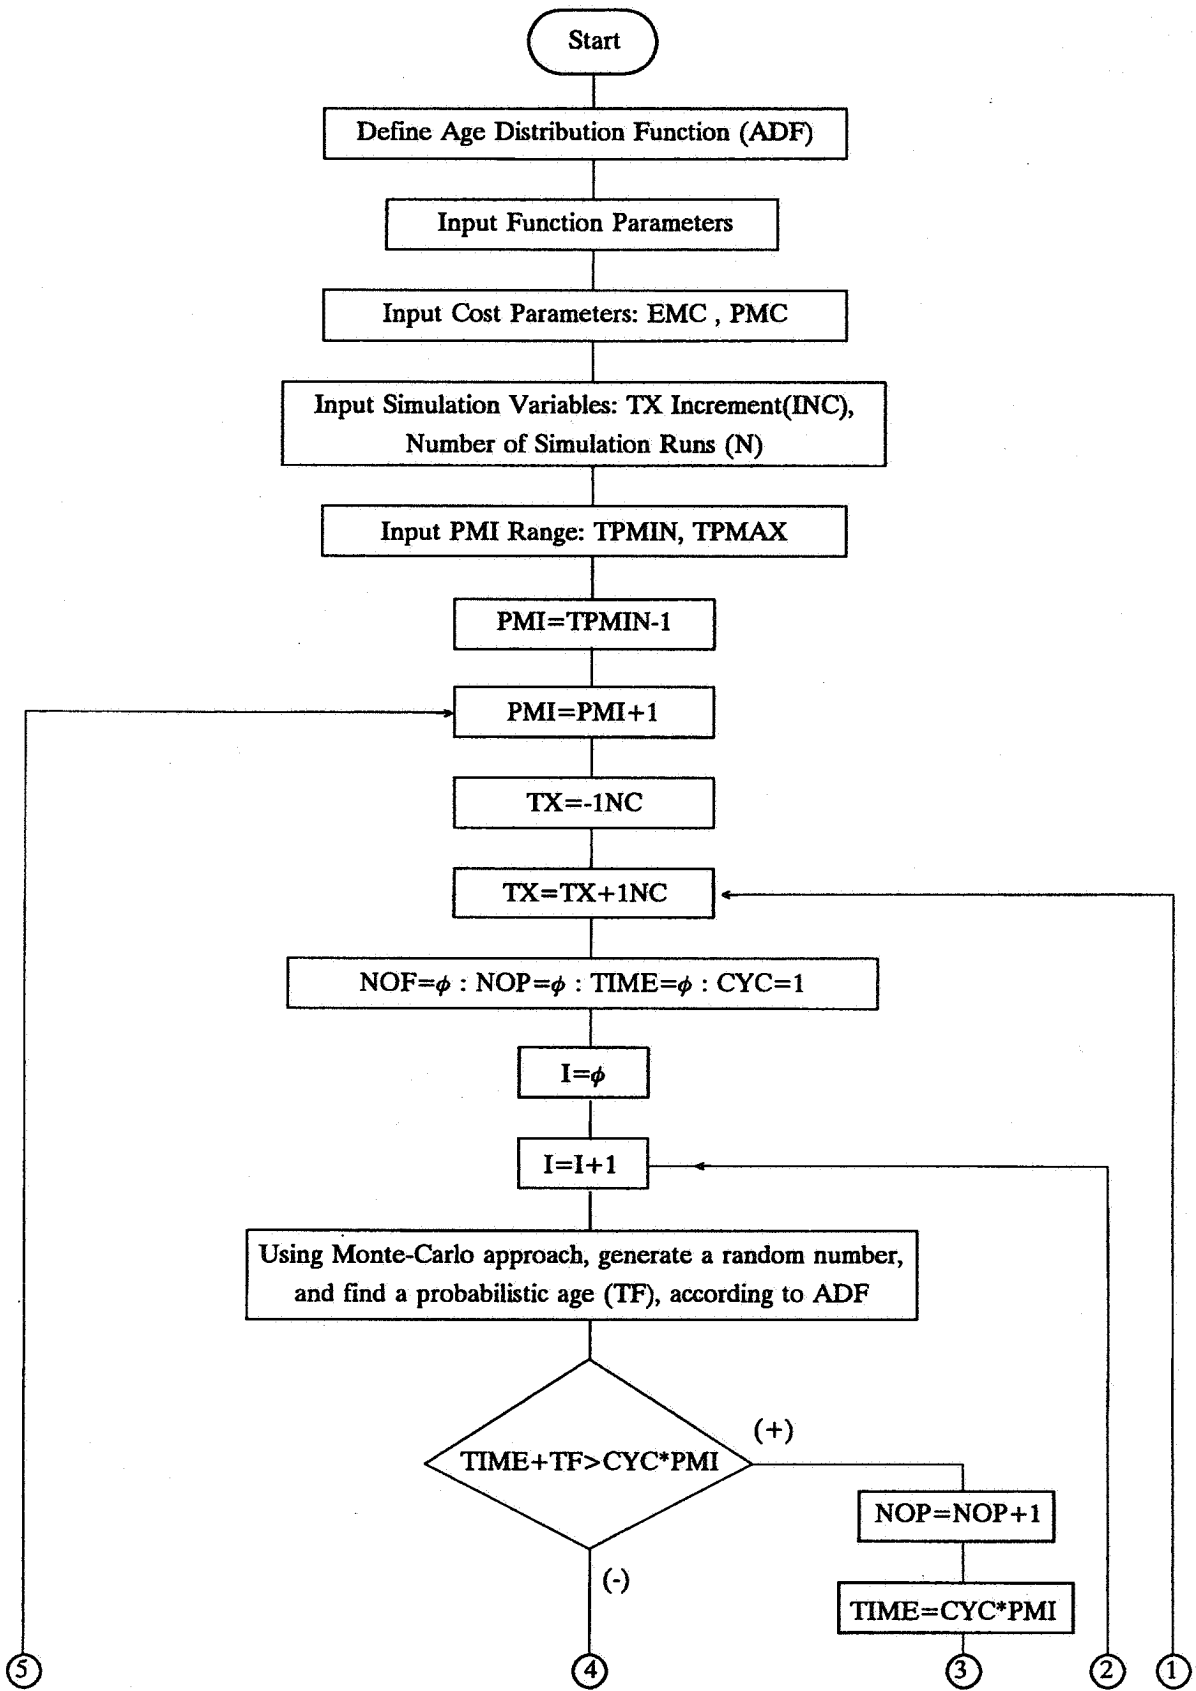 Start
Define Age Distribution Function (ADF)
Input Function Parameters
Input Cost Parameters: EMC , PMC
Input Simulation Variables: TX Increment(INC),
Number of Simulation Runs (N)
Input PMI Range: TPMIN, TPMAX
PMI=TPMIN-1
PMI=PMI+1
TX=-1NC
TX=TX+1NC
NOF=ϕ : NOP=ϕ : TIME=ϕ : CYC=1
I=ϕ
I=I+1
Using Monte-Carlo approach, generate a random number,
and find a probabilistic age (TF), according to ADF
TIME+TF>CYC*PMI
(+)
NOP=NOP+1
(-)
TIME=CYC*PMI
5 4 3 2 1